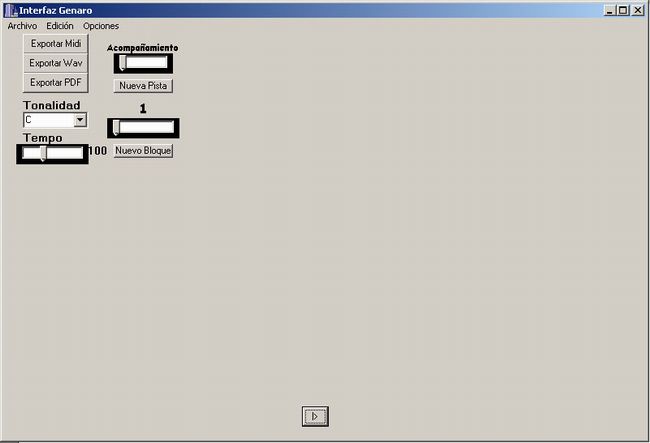 Interfaz Genaro
Archivo Edición Opciones
Exportar Midi
Exportar Wav
Exportar PDF
Tonalidad
C
Tempo
100
Acompañamiento
Nueva Pista
1
Nuevo Bloque